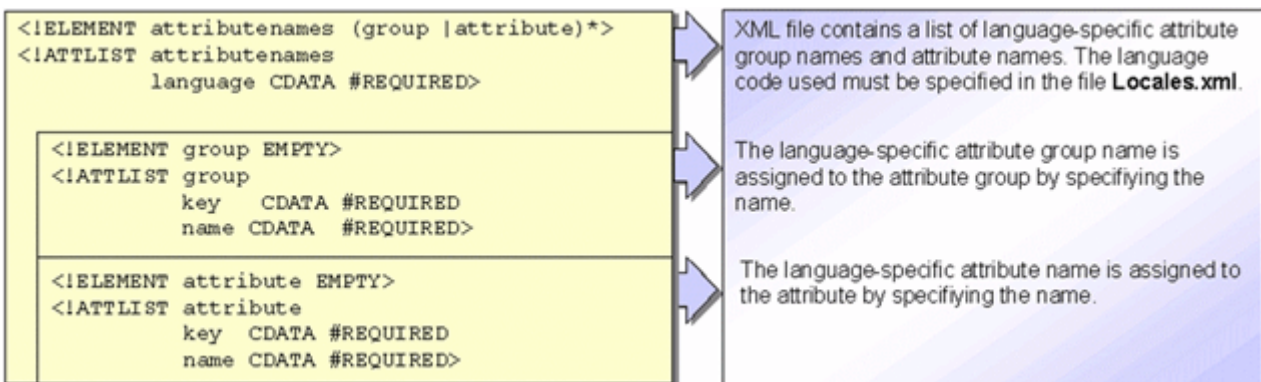 <!ELEMENT attributenames (group |attribute)*>
<!ATTLIST attributenames
language CDATA #REQUIRED>
XML file contains a list of language-specific attribute
group names and attribute names. The language
code used must be specified in the file Locales.xml.
<!ELEMENT group EMPTY>
<!ATTLIST group
key CDATA #REQUIRED
name CDATA #REQUIRED>
The language-specific attribute group name is
assigned to the attribute group by specifiying the
name.
<!ELEMENT attribute EMPTY>
<!ATTLIST attribute
key CDATA #REQUIRED
name CDATA #REQUIRED>
The language-specific attribute name is assigned to
the attribute by specifiying the name.